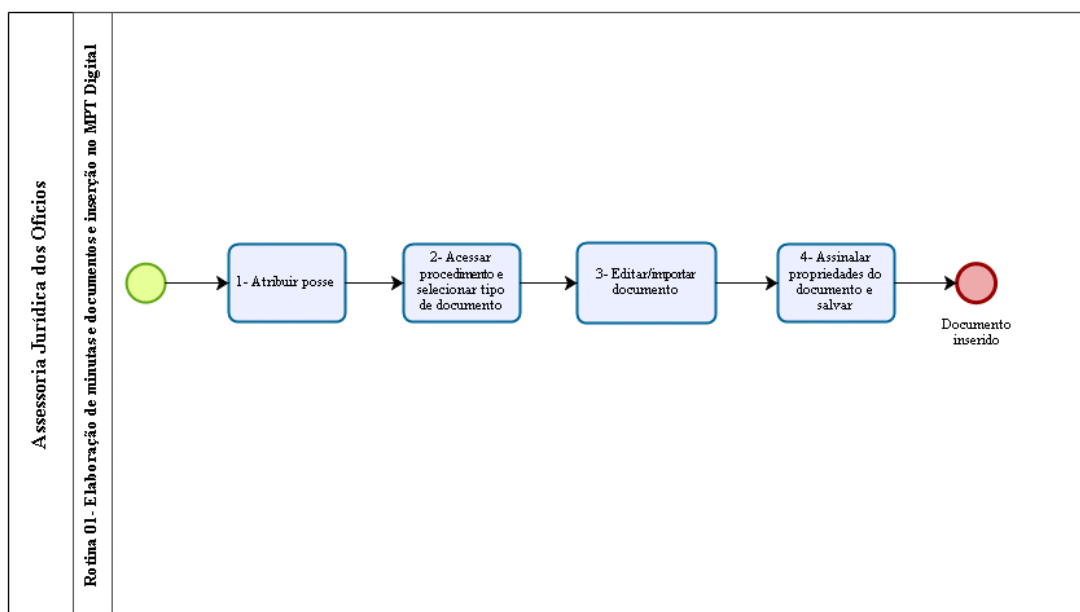 Assessoria Jurídica dos Ofícios
Rotina 01- Elaboração de minutas e documentos e inserção no MPT Digital
1- Atribuir posse
2- Acessar
procedimento e
selecionar tipo
de documento
3- Editar/importar
documento
4- Assinalar
propriedades do
documento e
salvar
Documento
inserido